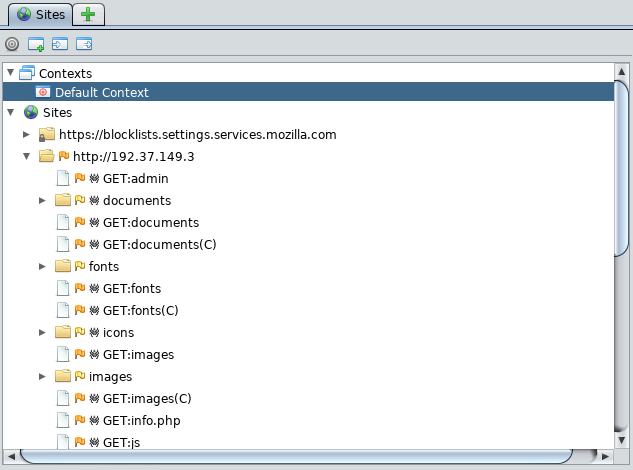 Sites
Contexts
Default Context
Sites
https://blocklists.settings.services.mozilla.com
http://192.37.149.3
GET:admin
documents
GET:documents
GET:documents(C)
fonts
GET:fonts
GET:fonts(C)
icons
GET:images
images
GET:images(C)
GET:info.php
GET:js